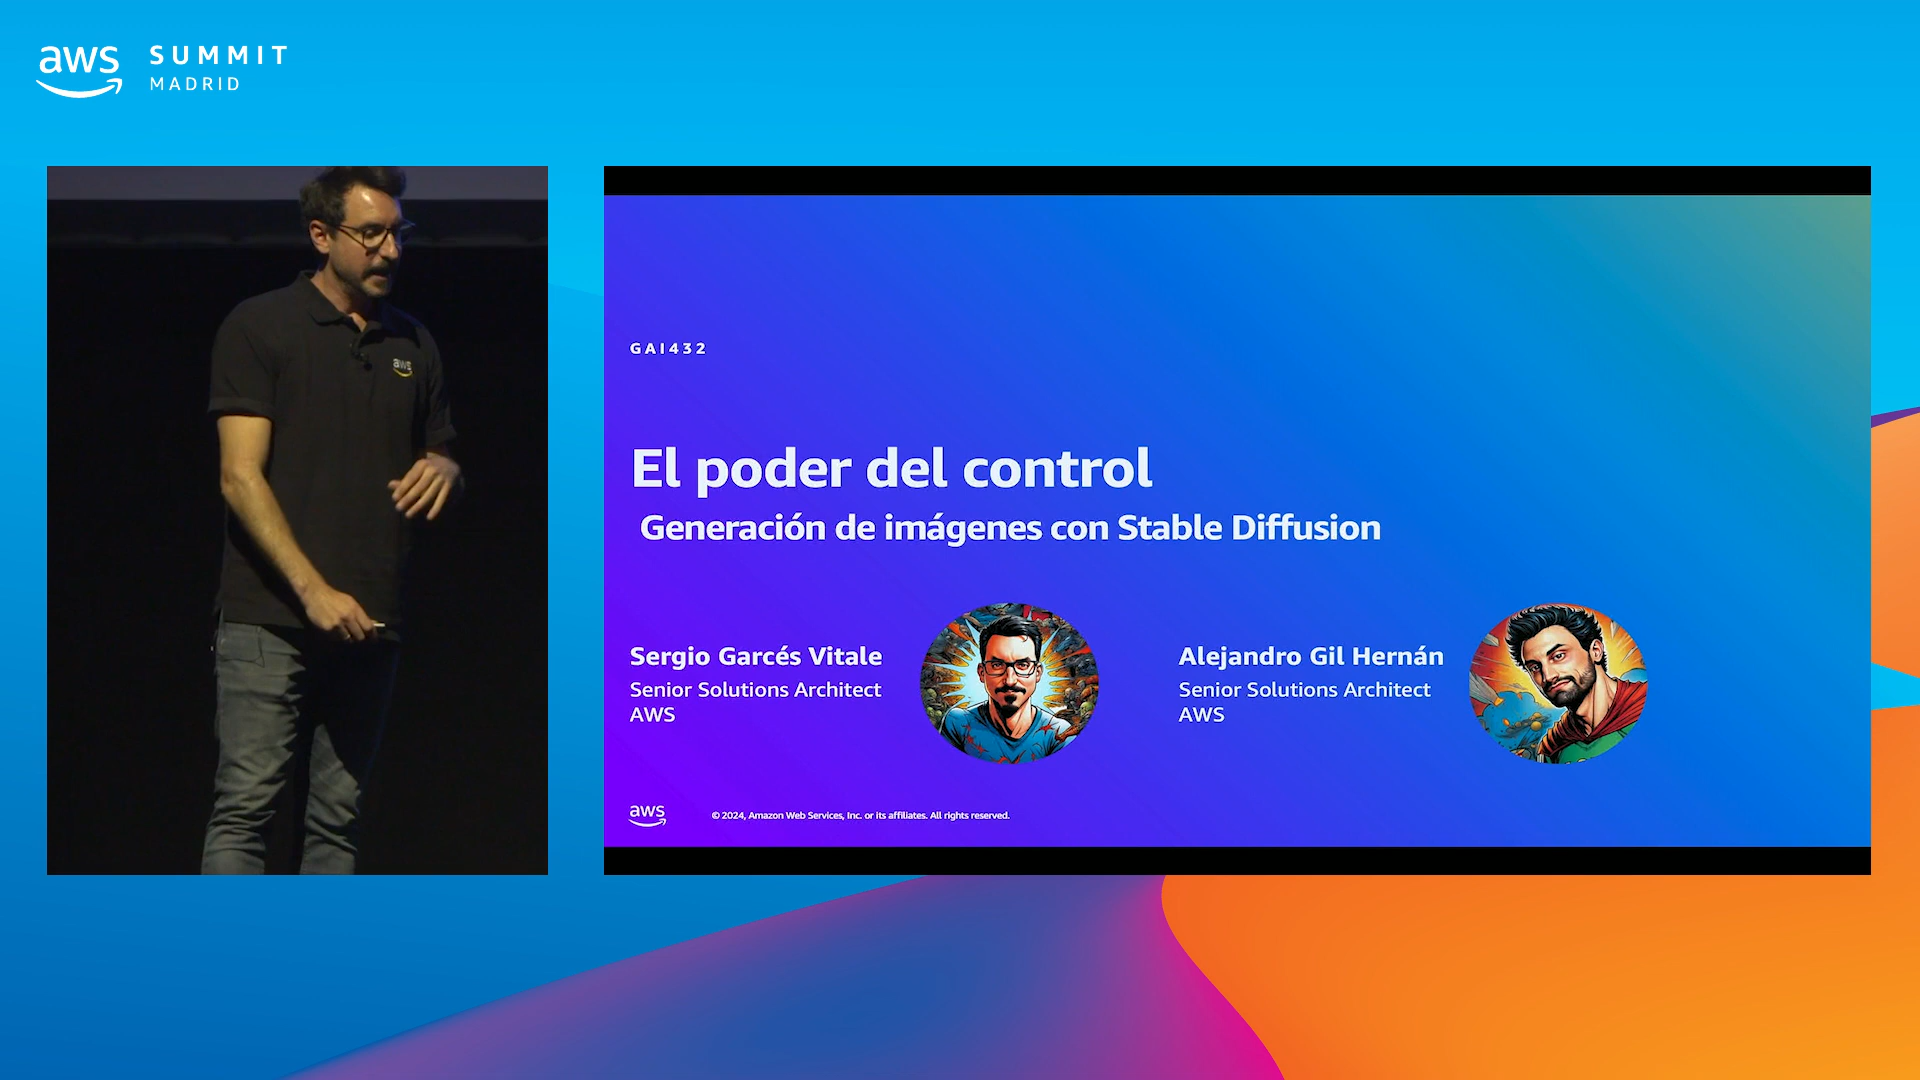 aws
SUMMIT
MADRID
aws
GAI432
El poder del control
Generación de imágenes con Stable Diffusion
Sergio Garcés Vitale
Senior Solutions Architect
AWS
Alejandro Gil Hernán
Senior Solutions Architect
AWS
aws
© 2024, Amazon Web Services, Inc. or its affiliates. All rights reserved.